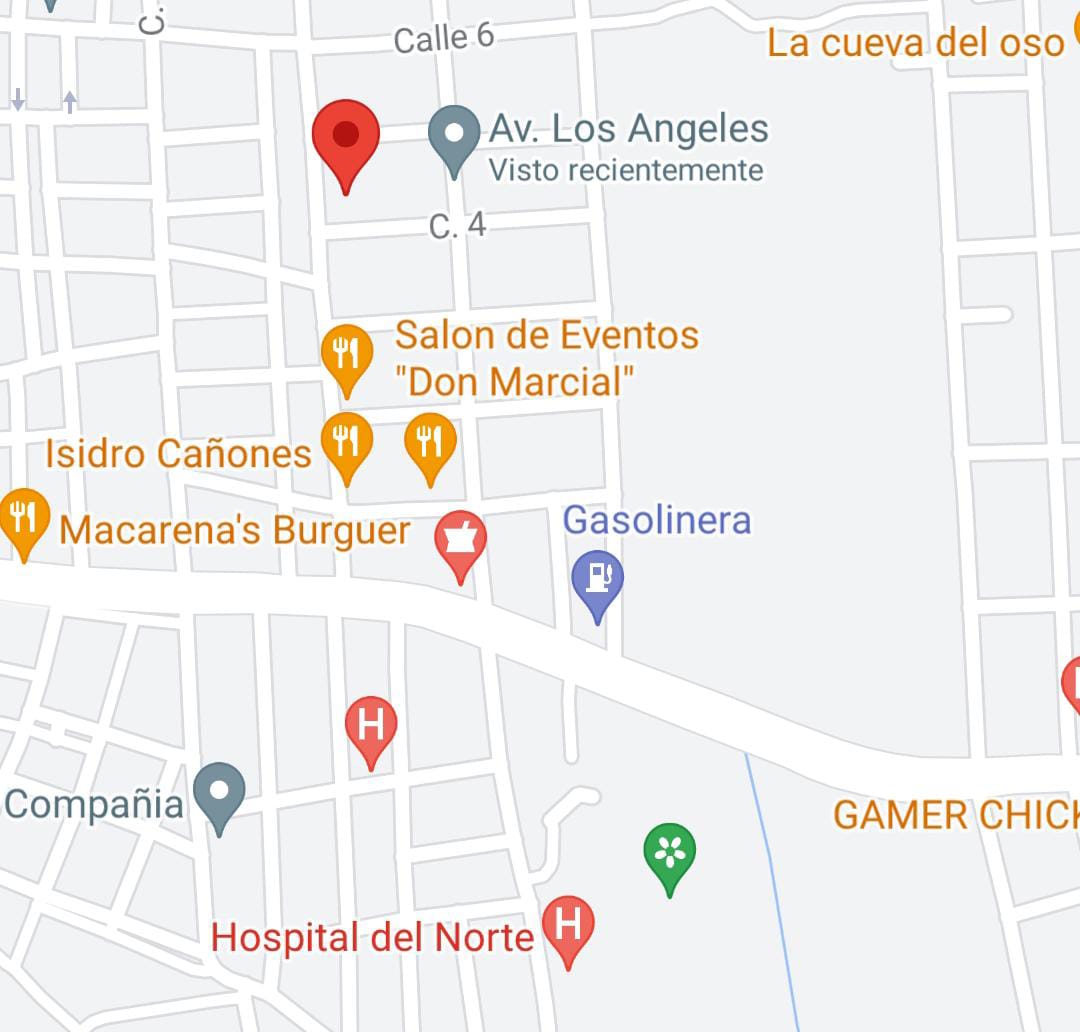 C.
Calle 6
La cueva del oso
Av. Los Angeles
Visto recientemente
C. 4
Salon de Eventos
"Don Marcial"
Isidro Cañones
Macarena's Burguer
Gasolinera
H
Compañia
GAMER CHICK
Hospital del Norte
H